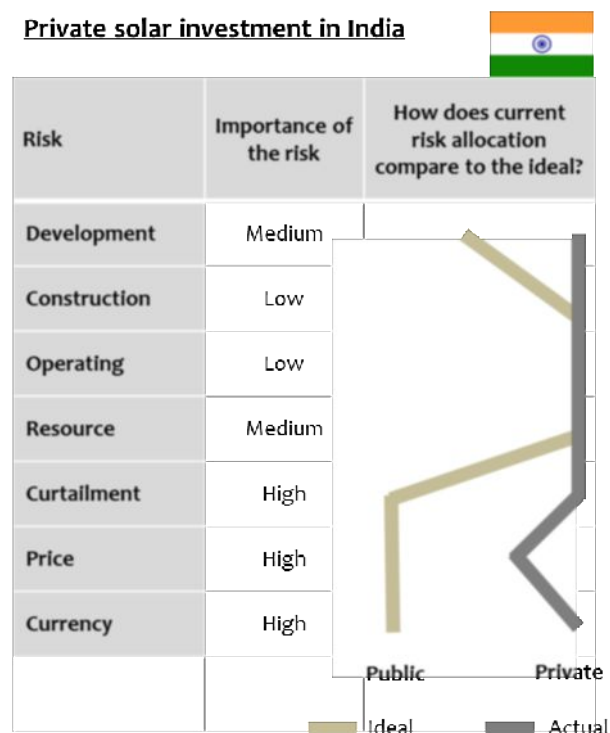 Private solar investment in India
Risk
Importance of
the risk
How does current
risk allocation
compare to the ideal?
Development Medium
Construction Low
Operating Low
Resource Medium
Curtailment High
Price High
Currency High
Public Private
Ideal Actual